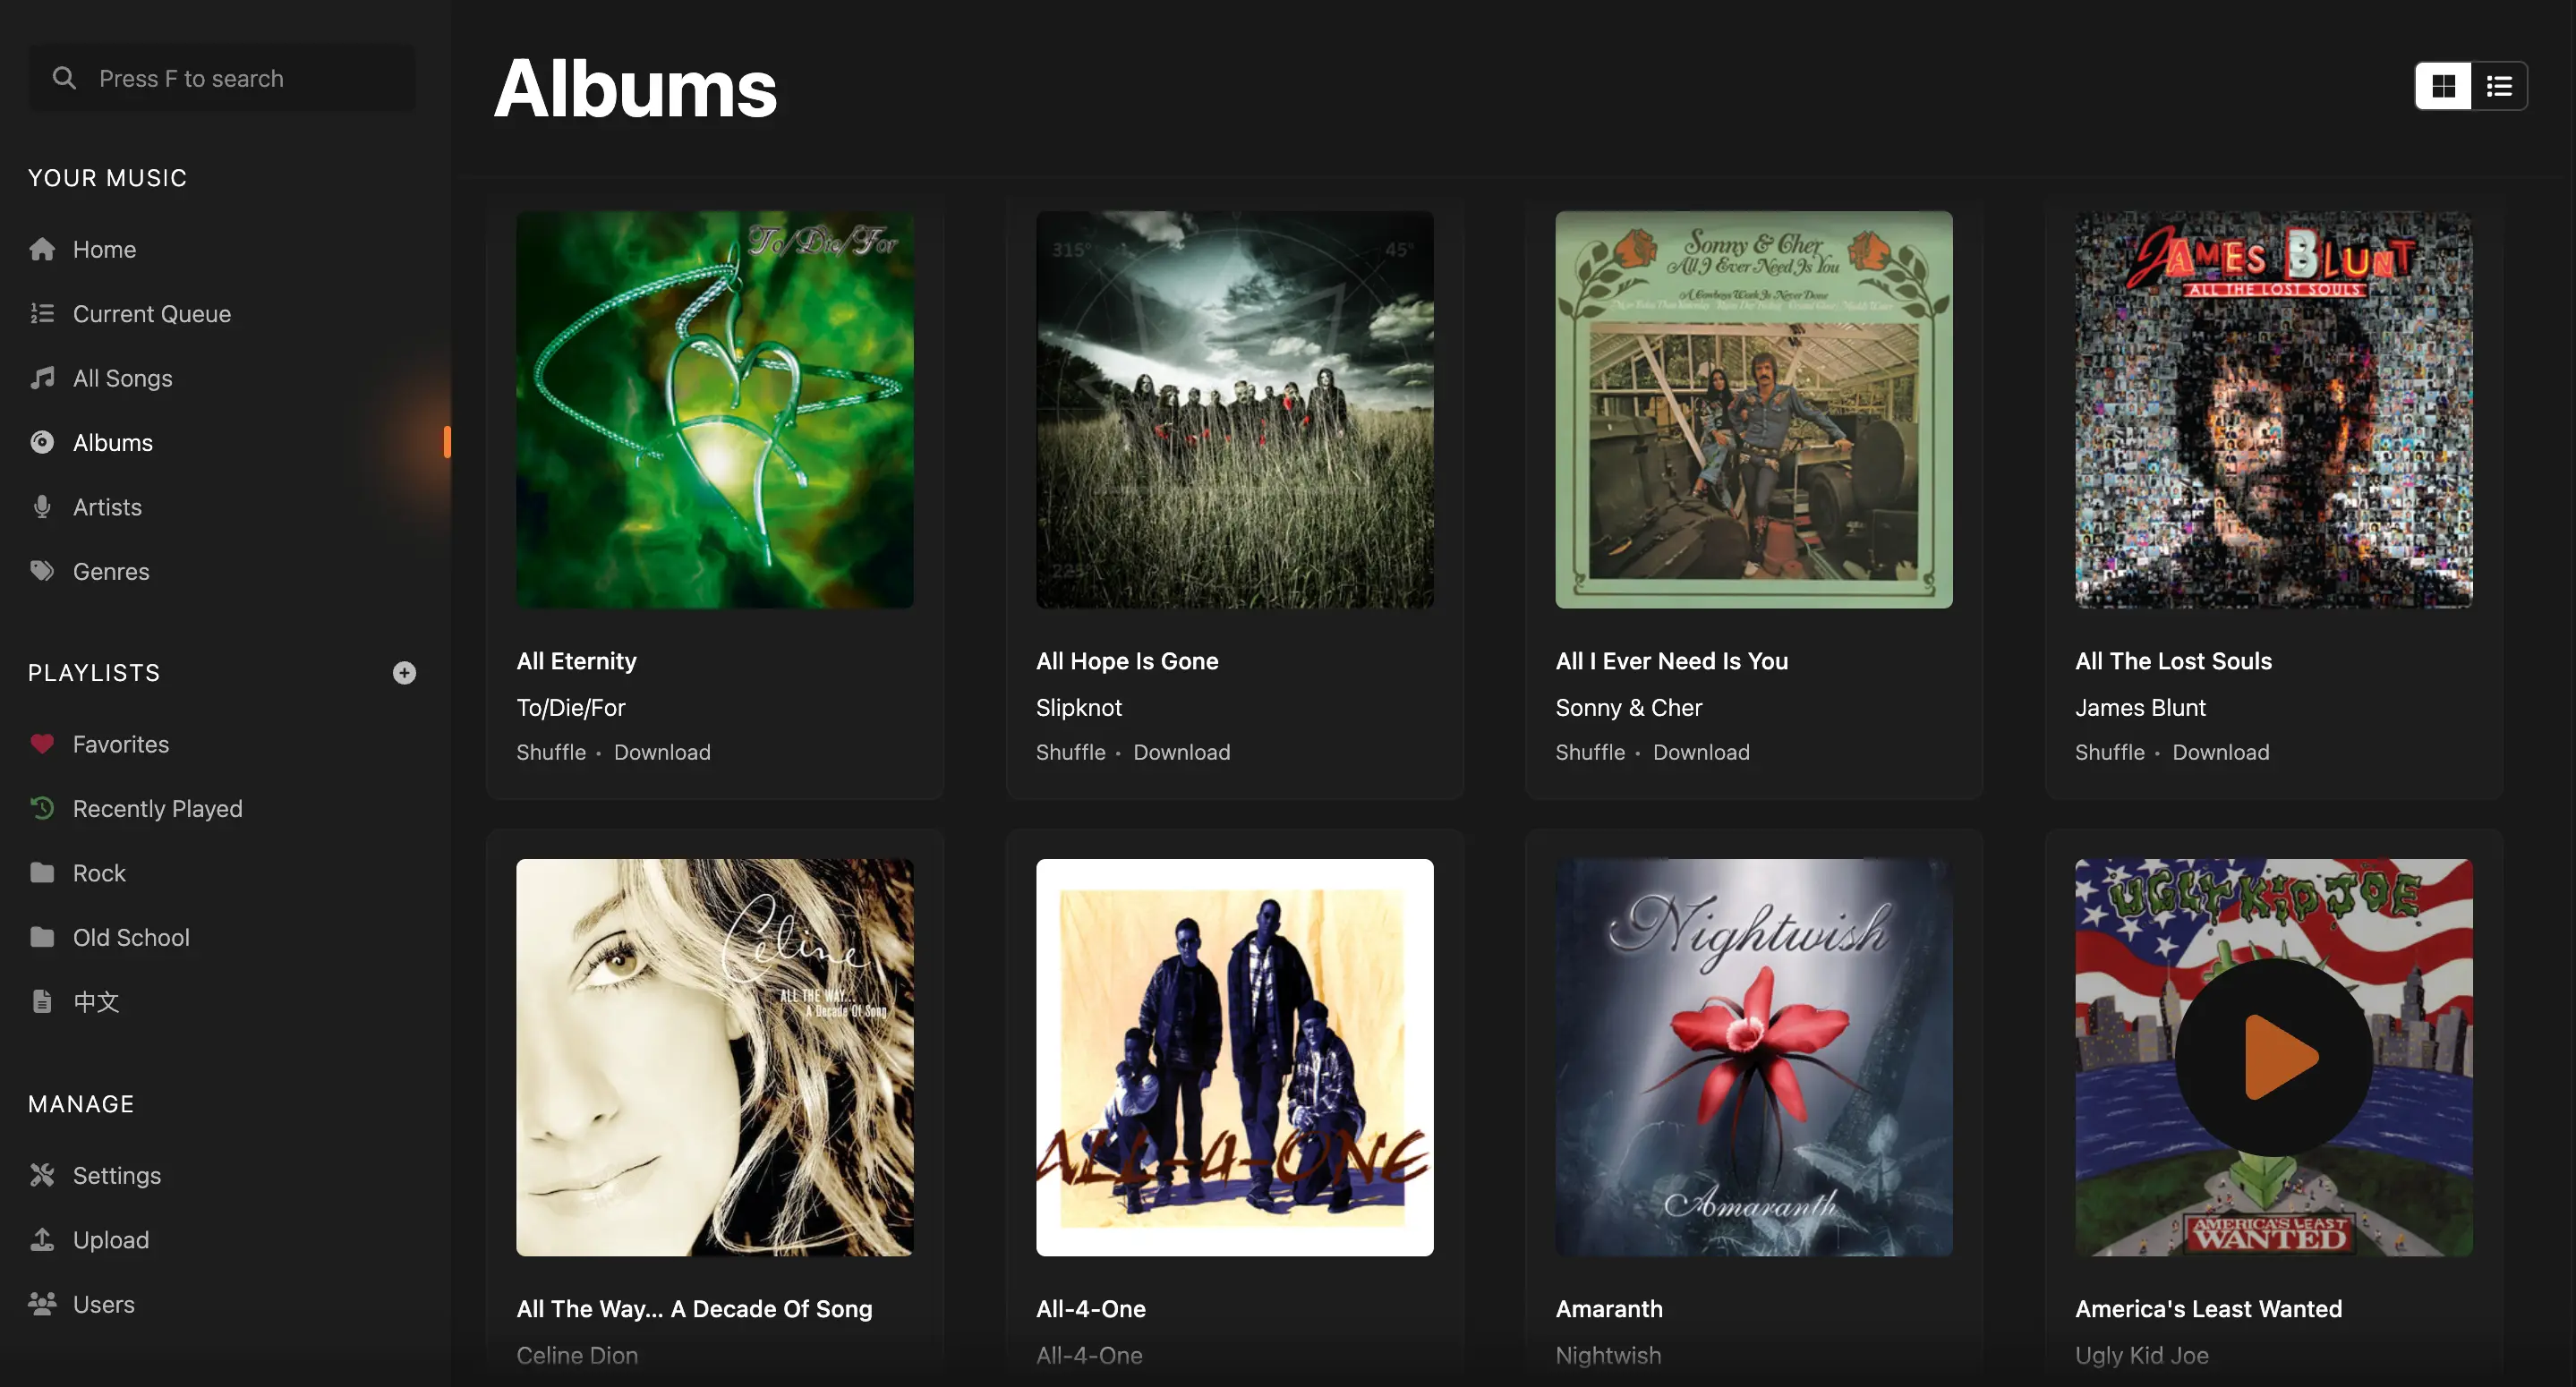 Press F to search
YOUR MUSIC
Home
Current Queue
All Songs
Albums
Artists
Genres
PLAYLISTS
Favorites
Recently Played
Rock
Old School
中文
MANAGE
Settings
Upload
Users
Albums
To/Die/For
All Eternity
To/Die/For
Shuffle • Download
315° 45°
225
All Hope Is Gone
Slipknot
Shuffle • Download
Sonny & Cher
All I Ever Need Is You
A Cowboys Work Is Never Done
All I Ever Need Is You
Sonny & Cher
Shuffle • Download
JAMES BLUNT
ALL THE LOST SOULS
All The Lost Souls
James Blunt
Shuffle • Download
Celine
ALL THE WAY...
A Decade Of Song
All The Way... A Decade Of Song
Celine Dion
ALL-4-ONE
All-4-One
All-4-One
Nightwish
Amaranth
Amaranth
Nightwish
UGLY KID JOE
AMERICA'S LEAST
WANTED
America's Least Wanted
Ugly Kid Joe